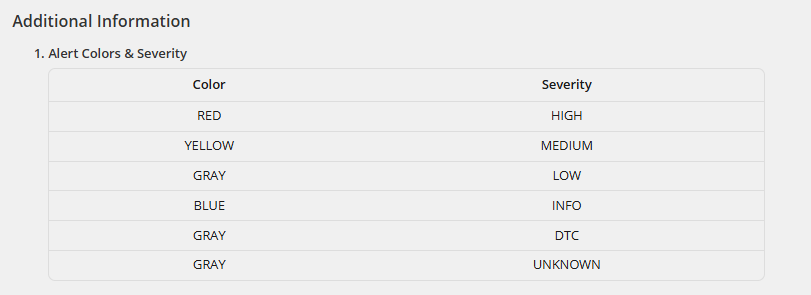 Additional Information
1. Alert Colors & Severity
Color Severity
RED HIGH
YELLOW MEDIUM
GRAY LOW
BLUE INFO
GRAY DTC
GRAY UNKNOWN